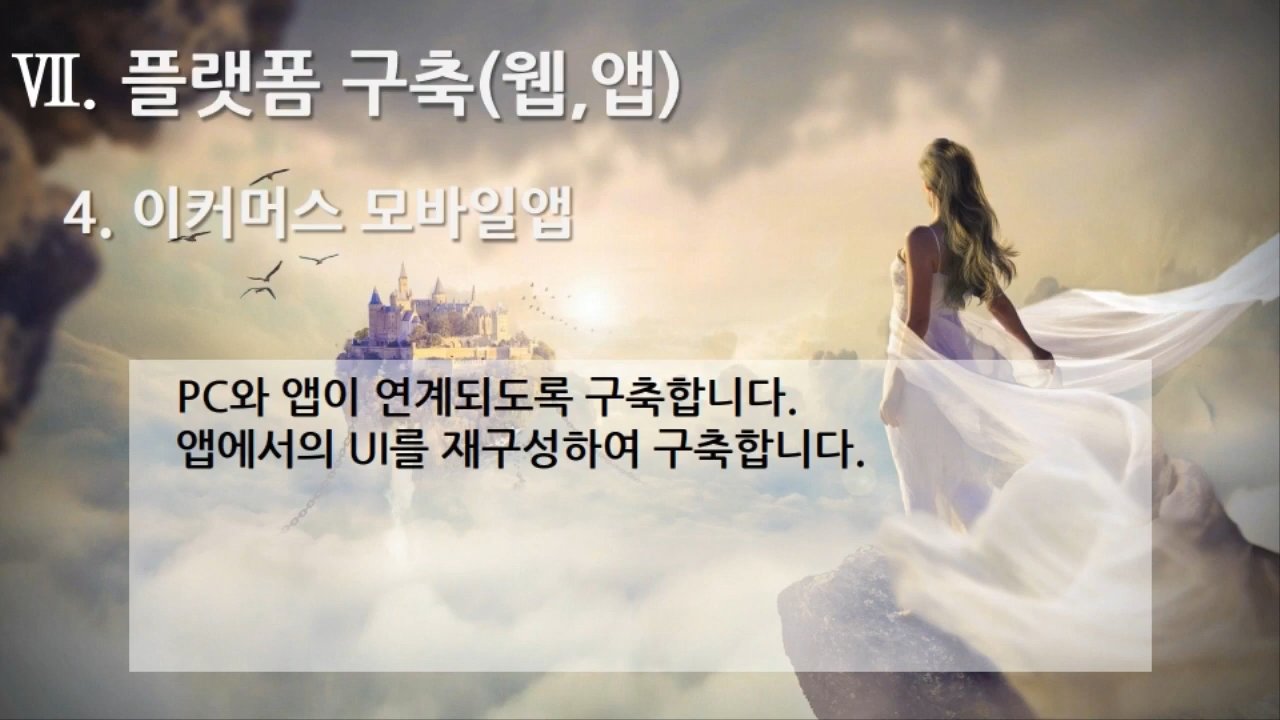 Ⅶ. 플랫폼 구축(웹,앱)
4. 이커머스 모바일앱
PC와 앱이 연계되도록 구축합니다.
앱에서의 UI를 재구성하여 구축합니다.